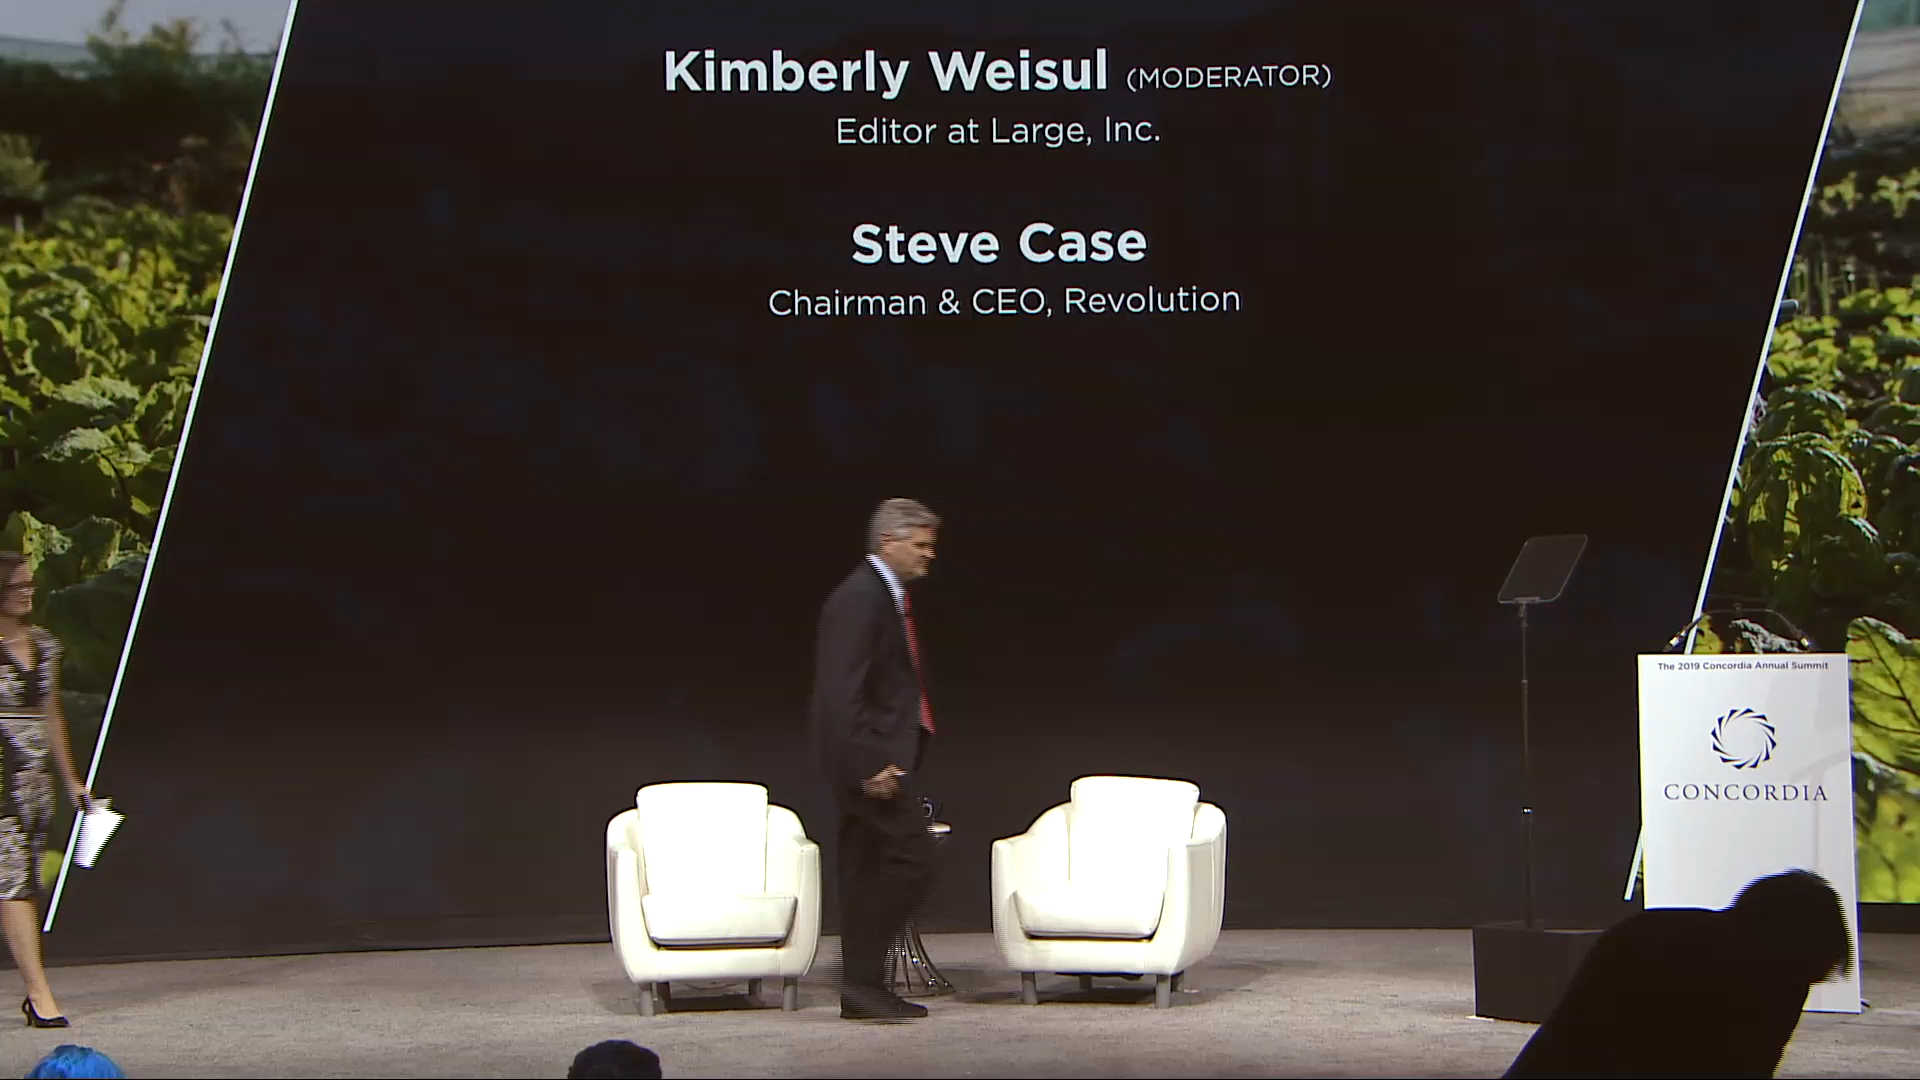 Kimberly Weisul (MODERATOR)
Editor at Large, Inc.
Steve Case
Chairman & CEO, Revolution
The 2019 Concordia Annual Summit
CONCORDIA